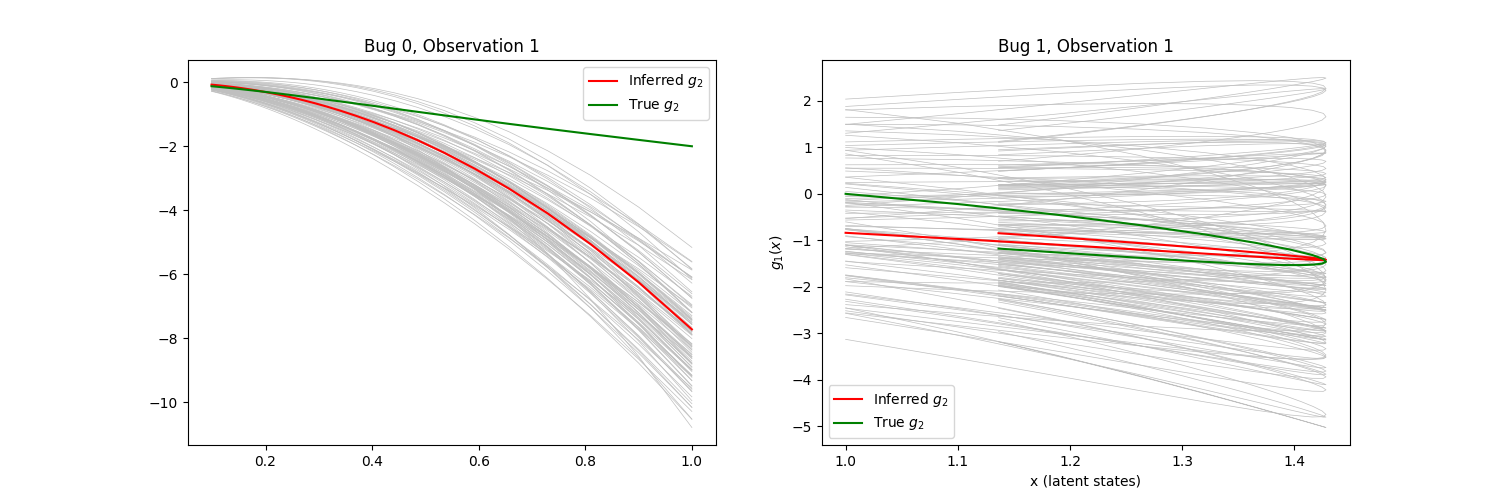 Bug 0, Observation 1
0
−2
−4
−6
−8
−10
0.2 0.4 0.6 0.8 1.0
Inferred g₂
True g₂
Bug 1, Observation 1
g₁(x)
2
1
0
−1
−2
−3
−4
−5
Inferred g₂
True g₂
1.0 1.1 1.2 1.3 1.4
x (latent states)